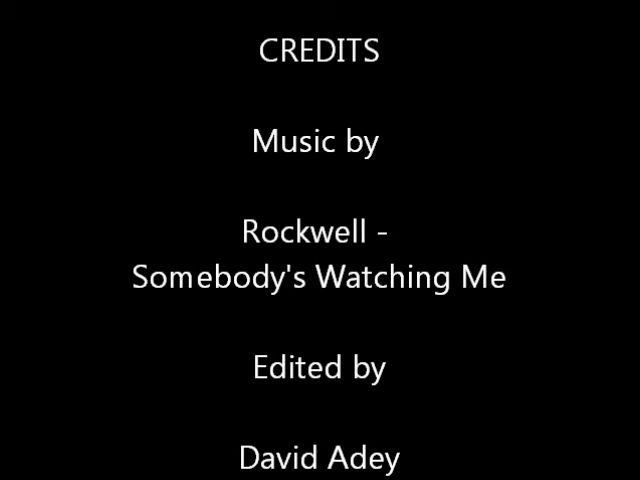 CREDITS
Music by
Rockwell -
Somebody's Watching Me
Edited by
David Adey